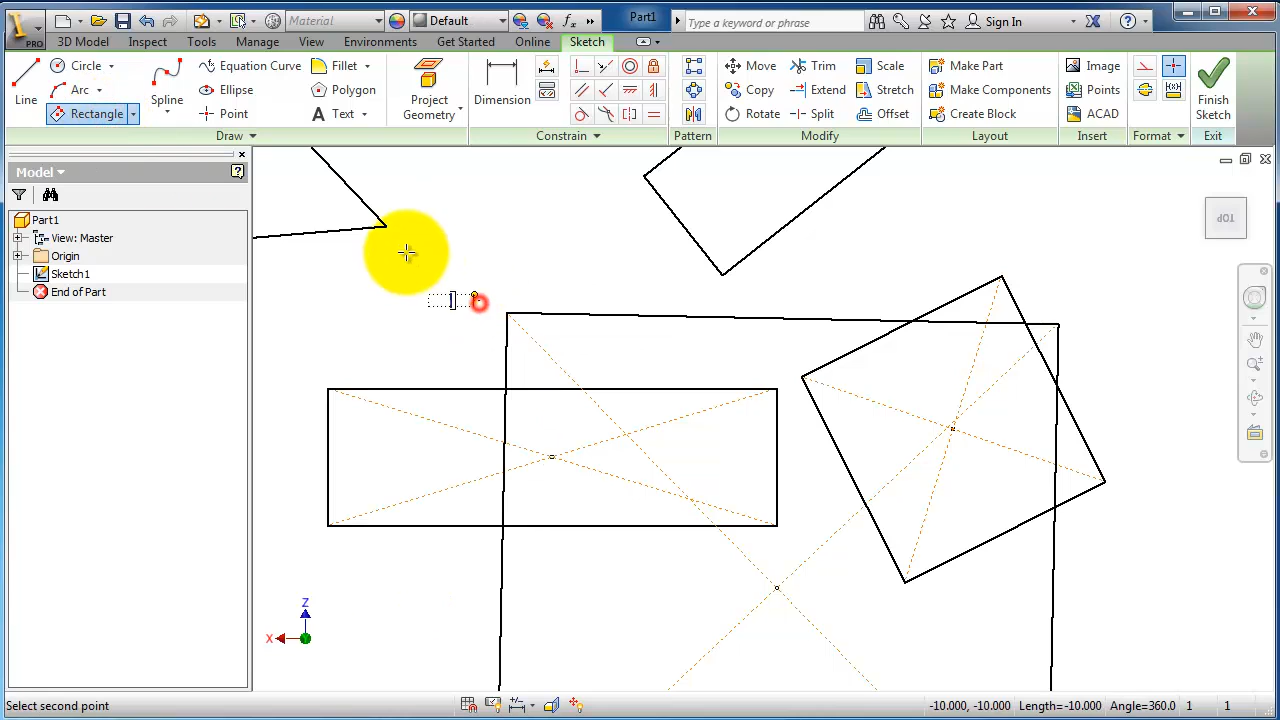 Material
Default
Part1
Type a keyword or phrase
Sign In
PRO
3D Model
Inspect
Tools
Manage
View
Environments
Get Started
Online
Sketch
Line
Circle
Arc
Rectangle
Spline
Equation Curve
Ellipse
Point
Fillet
Polygon
Text
Draw
Project
Geometry
Dimension
Constrain
Pattern
Move
Copy
Rotate
Trim
Extend
Split
Scale
Stretch
Offset
Modify
Make Part
Make Components
Create Block
Layout
Image
Points
ACAD
Insert
Format
Finish
Sketch
Exit
Model
Part1
View: Master
Origin
Sketch1
End of Part
TOP
Z
X
Select second point
-10.000, -10.000
Length=-10.000
Angle=360.0
1
1